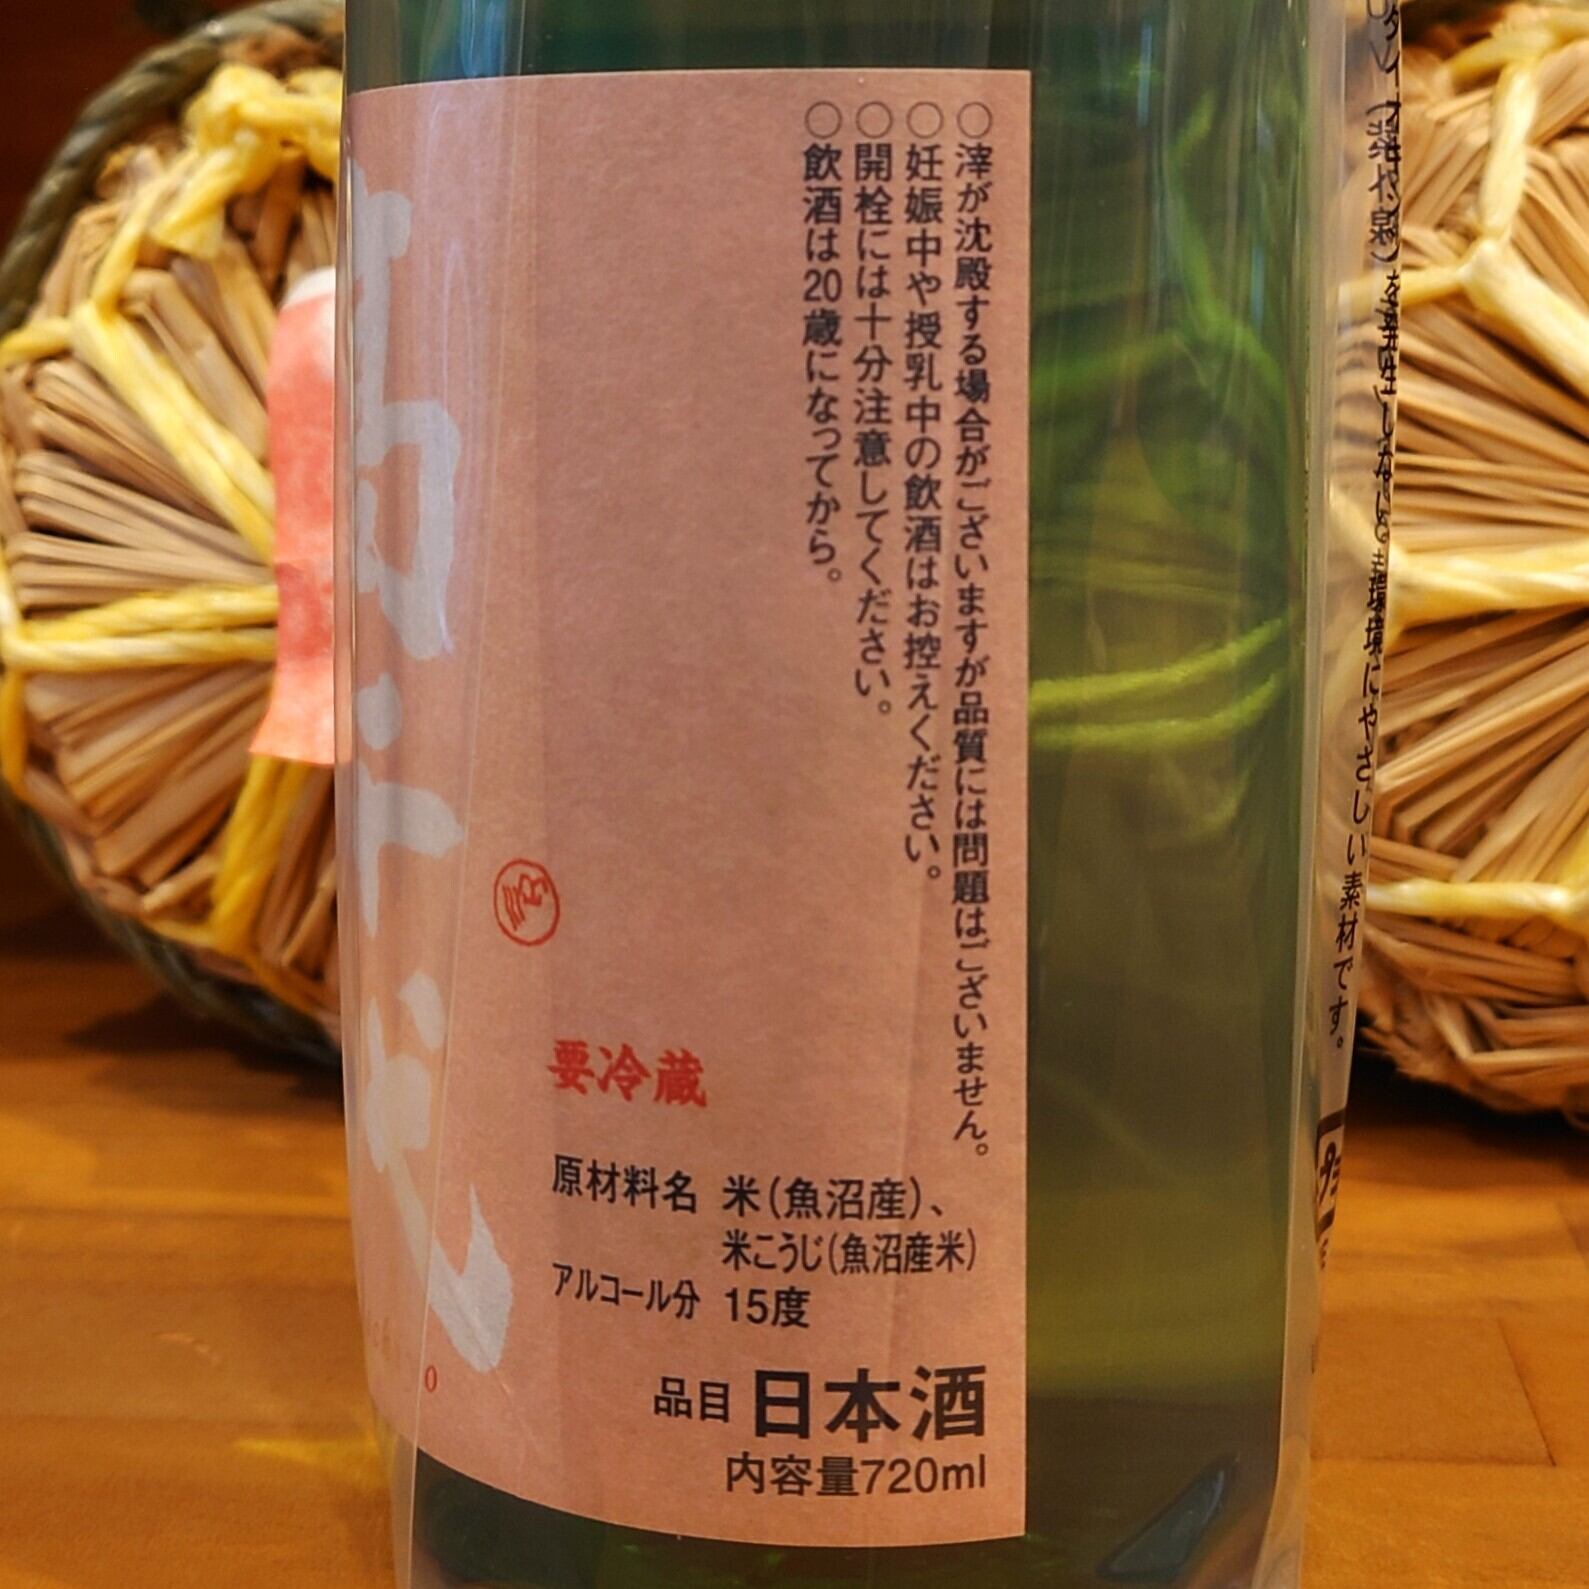 ○滓が沈殿する場合がございますが品質には問題はございません。
○妊娠中や授乳中の飲酒はお控えください。
○開栓には十分注意してください。
○飲酒は20歳になってから。
要冷蔵
原材料名 米(魚沼産)、
米こうじ(魚沼産米)
アルコール分 15度
品目 日本酒
内容量720ml
環境にやさしい素材です。